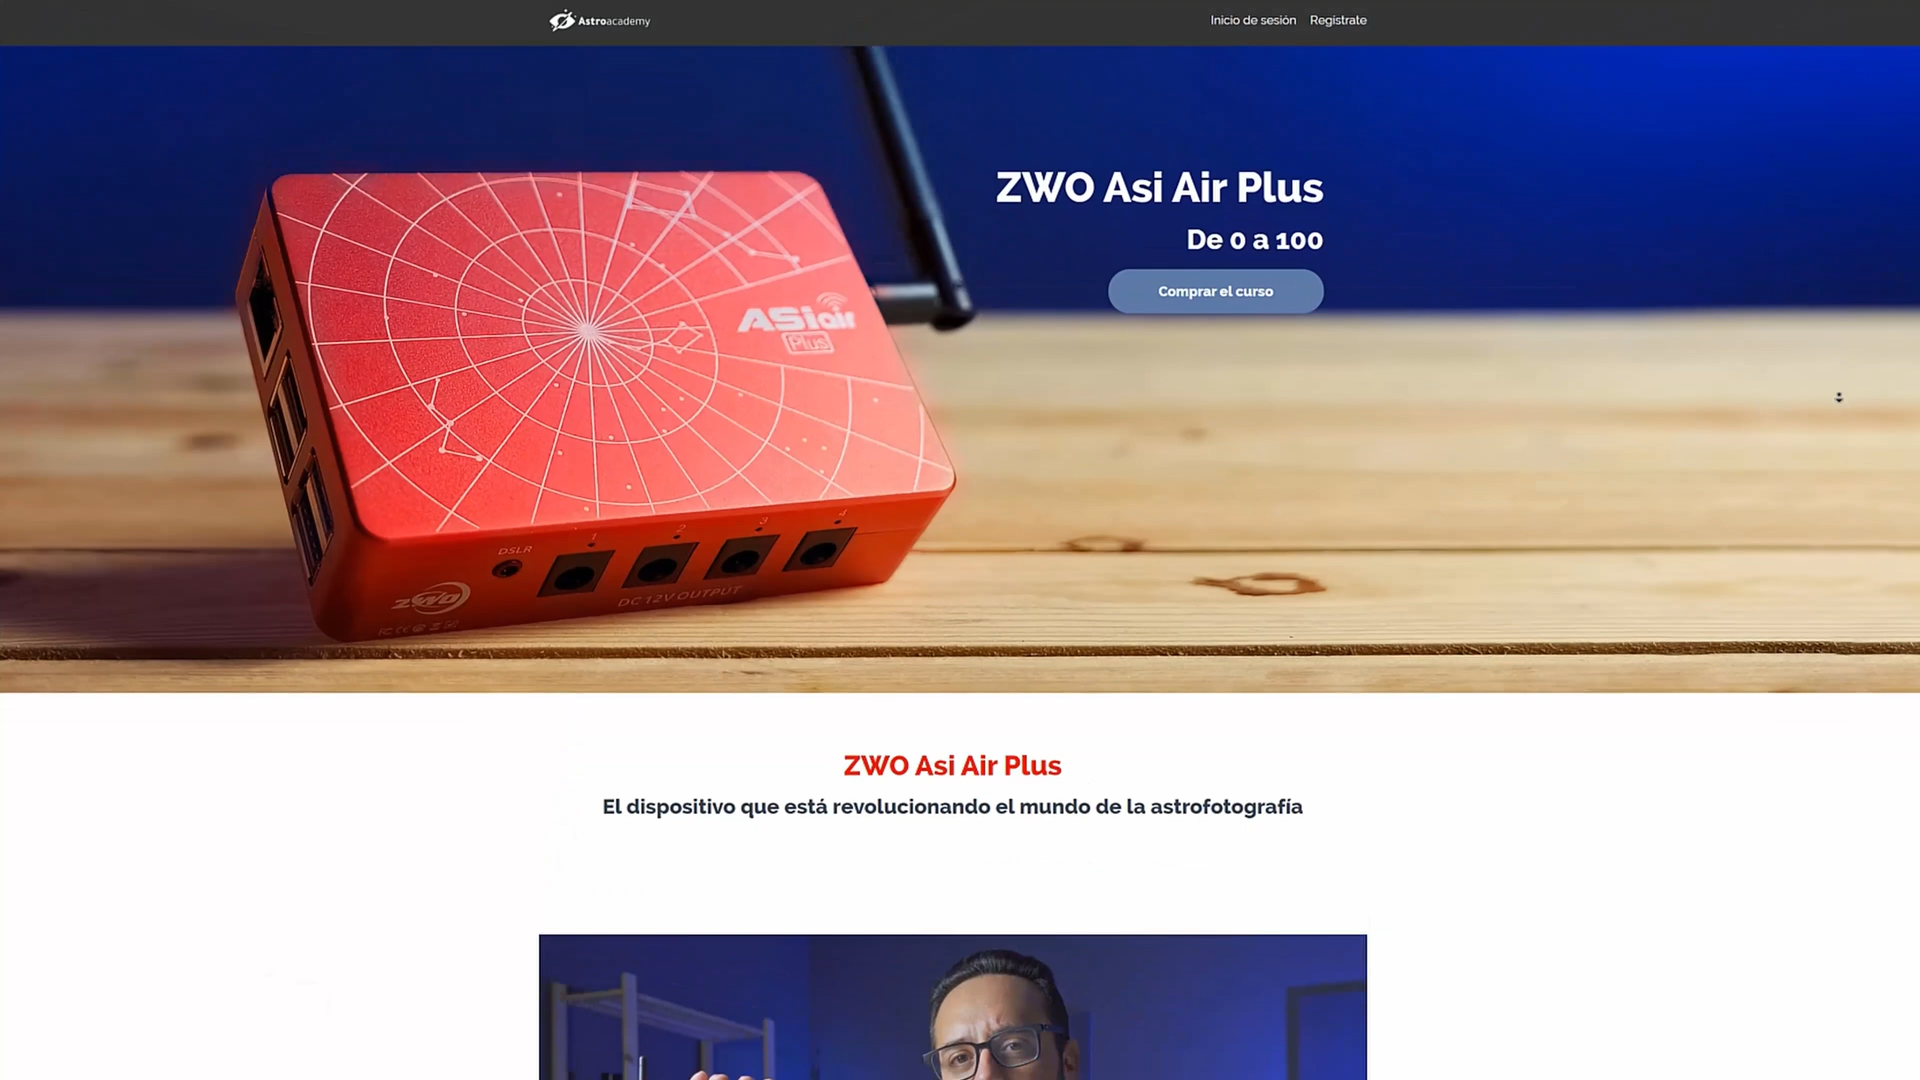 Astroacademy
Inicio de sesión
Regístrate
ZWO Asi Air Plus
De 0 a 100
Comprar el curso
ASiair
Plus
DSLR
1
2
3
4
DC 12V OUTPUT
ZWO
FC CE
ZWO Asi Air Plus
El dispositivo que está revolucionando el mundo de la astrofotografía